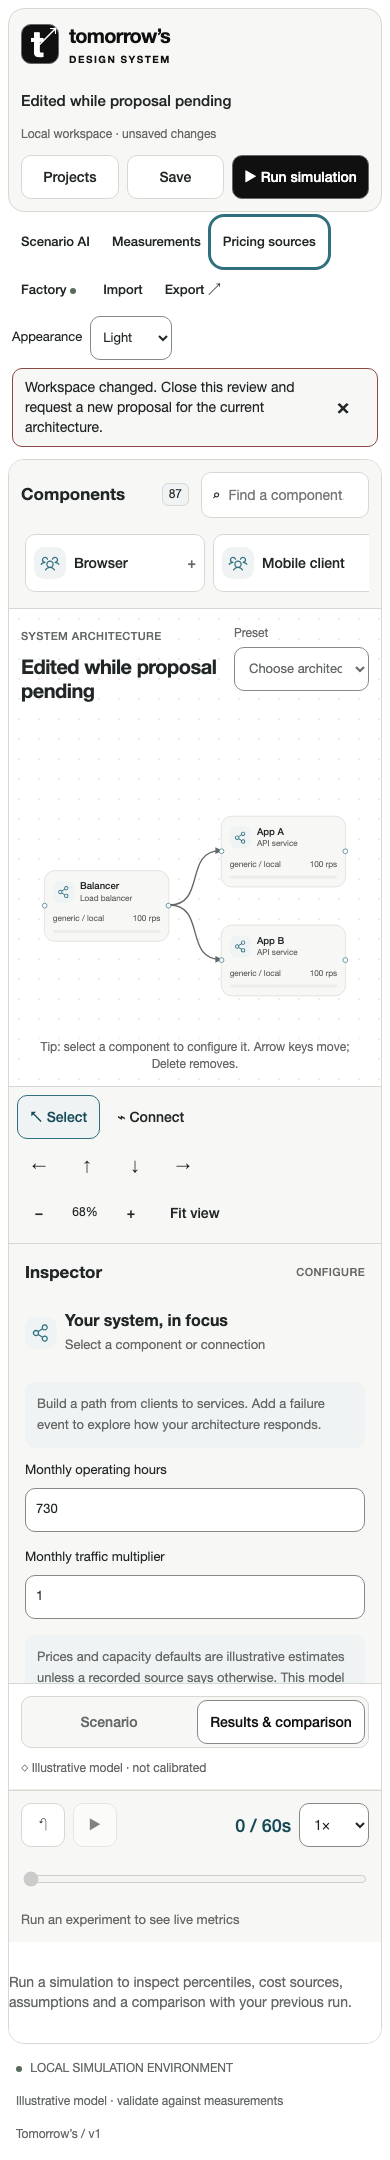 tomorrow's
DESIGN SYSTEM
Edited while proposal pending
Local workspace · unsaved changes
Projects
Save
▶ Run simulation
Scenario AI
Measurements
Pricing sources
Factory
Import
Export ↗
Appearance
Light
Workspace changed. Close this review and
request a new proposal for the current
architecture.
×
Components
87
Find a component
Browser
+
Mobile client
SYSTEM ARCHITECTURE
Preset
Edited while proposal
pending
Choose architec
App A
API service
generic / local
100 rps
Balancer
Load balancer
generic / local
100 rps
App B
API service
generic / local
100 rps
Tip: select a component to configure it. Arrow keys move;
Delete removes.
↖ Select
⌁ Connect
← ↑ ↓ →
− 68% + Fit view
Inspector
CONFIGURE
Your system, in focus
Select a component or connection
Build a path from clients to services. Add a failure
event to explore how your architecture responds.
Monthly operating hours
730
Monthly traffic multiplier
1
Prices and capacity defaults are illustrative estimates
unless a recorded source says otherwise. This model
Scenario
Results & comparison
◇ Illustrative model · not calibrated
0 / 60s
1×
Run an experiment to see live metrics
Run a simulation to inspect percentiles, cost sources,
assumptions and a comparison with your previous run.
LOCAL SIMULATION ENVIRONMENT
Illustrative model · validate against measurements
Tomorrow's / v1